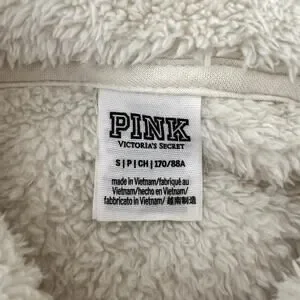 PINK
VICTORIA'S SECRET
S | P | CH | 170/88A
made in Vietnam/fabriqué au
Vietnam/hecho en Vietnam/
fabbricato in Vietnam/ 越南制造